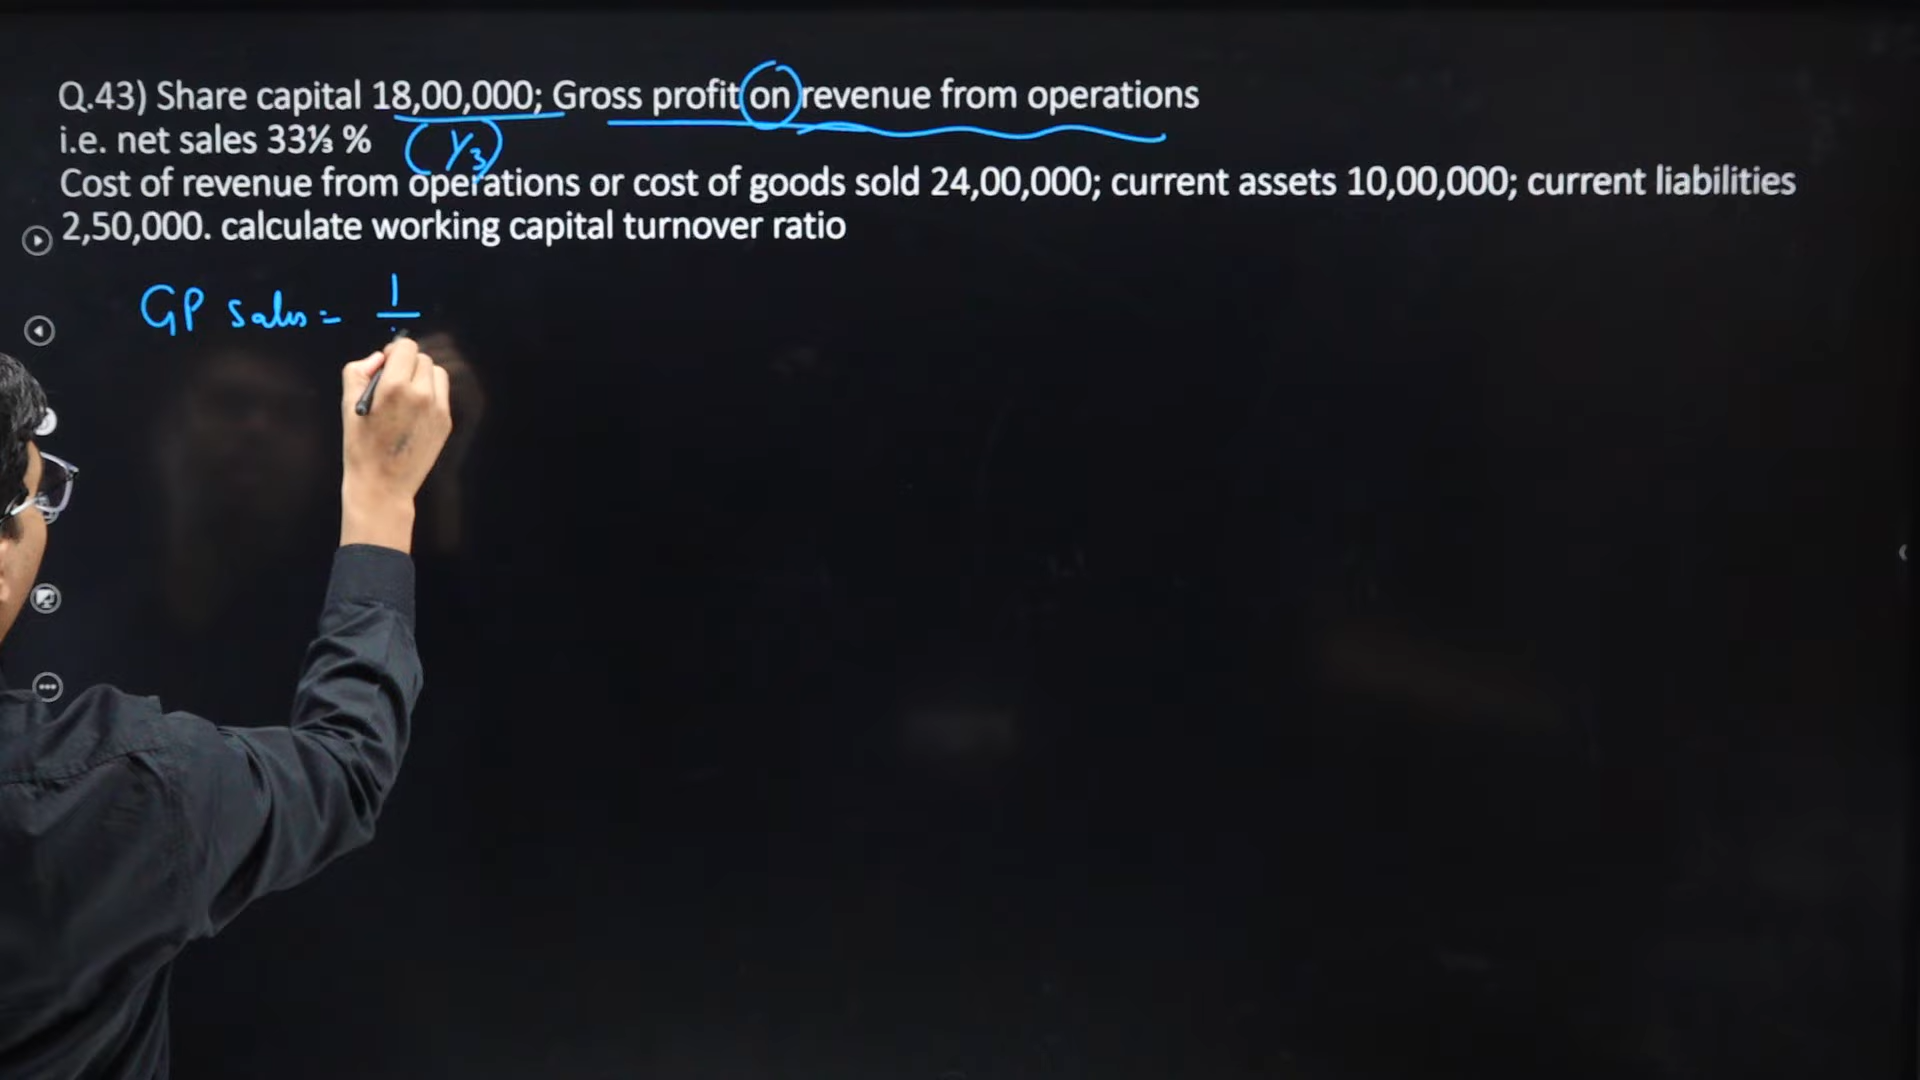 Q.43) Share capital 18,00,000; Gross profit on revenue from operations
i.e. net sales 33⅓ %
(1/3)
Cost of revenue from operations or cost of goods sold 24,00,000; current assets 10,00,000; current liabilities
2,50,000. calculate working capital turnover ratio
GP Sales = 1